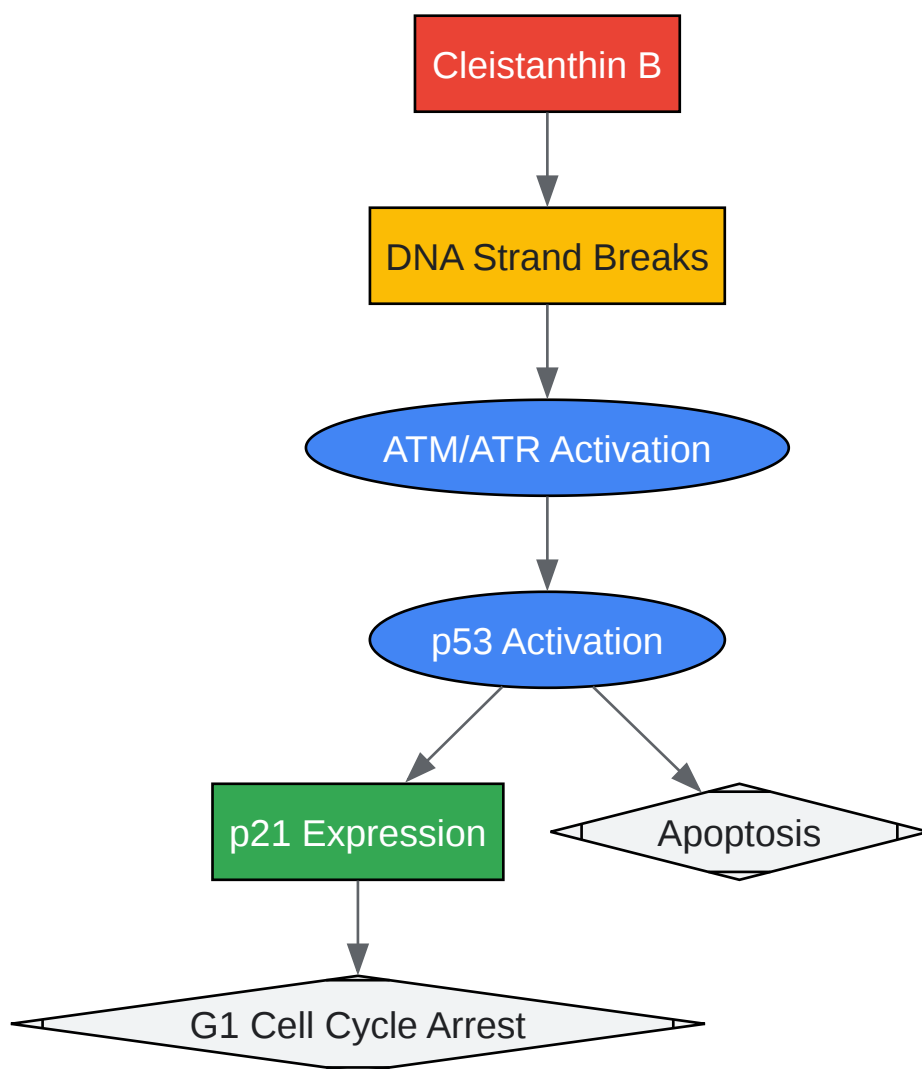 Cleistanthin B
DNA Strand Breaks
ATM/ATR Activation
p53 Activation
p21 Expression
Apoptosis
G1 Cell Cycle Arrest